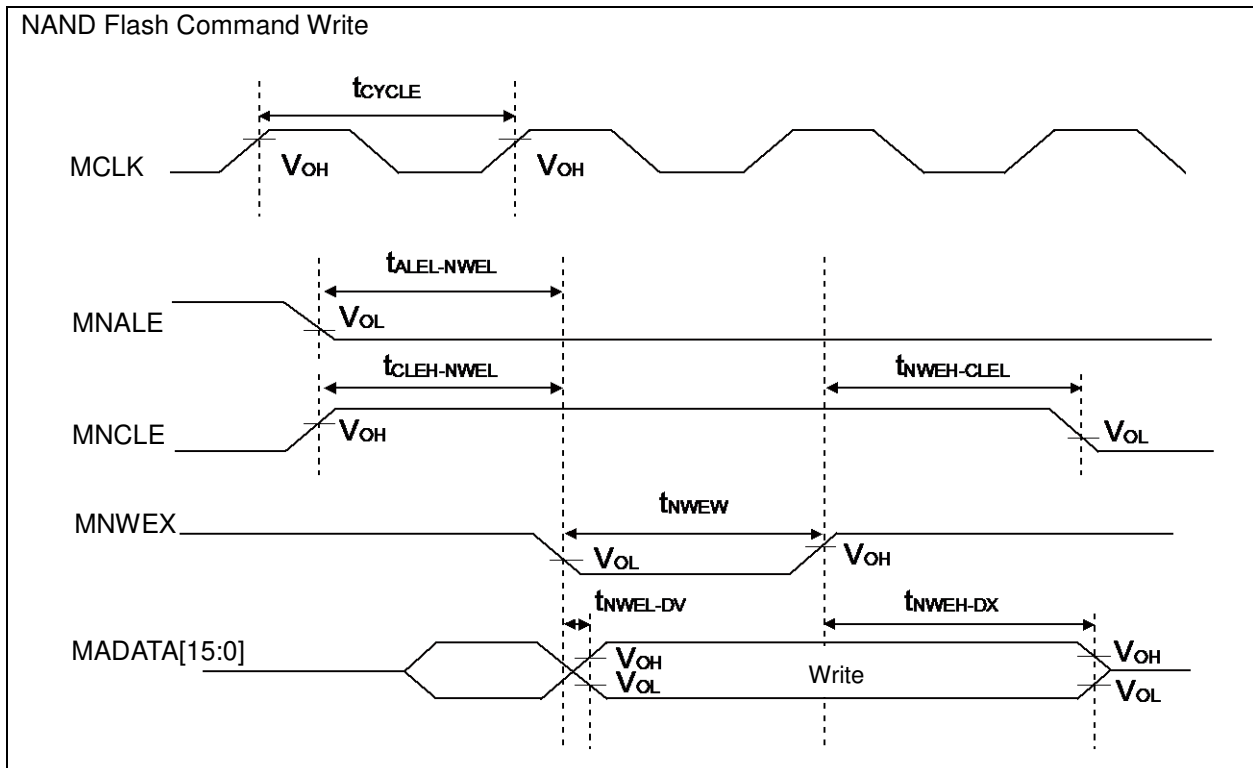 NAND Flash Command Write
tCYCLE
MCLK
VOH
VOH
tALEL-NWEL
MNALE
VOL
tCLEH-NWEL
tNWEH-CLEL
MNCLE
VOH
VOL
tNWEW
MNWEX
VOL
VOH
tNWEL-DV
tNWEH-DX
MADATA[15:0]
VOH
VOL
Write
VOH
VOL